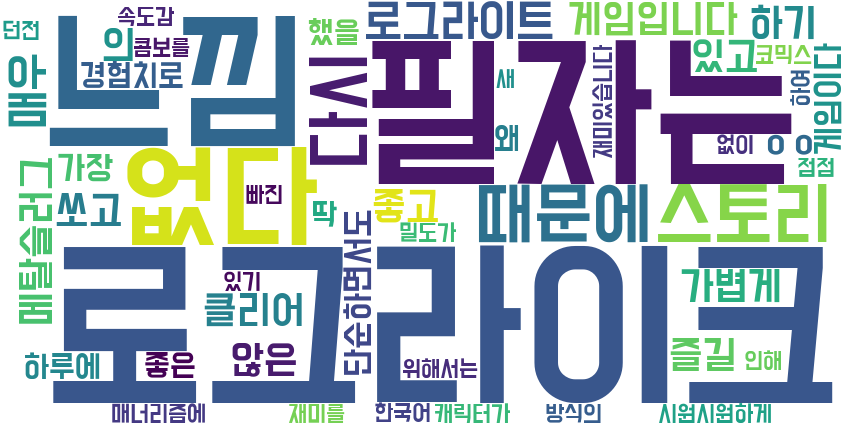 던전
속도감
외
콤보를
느낌
했을
로그라이트
게임입니다
하기
매우
경험치로
시간
필자는
새
재미있습니다
있고
코믹스
하여
게임이다
왜
없이
ㅇㅇ
점점
메탈슬러그
가장
쏘고
없다
빠진
딱
좋고
밀도가
때문에
스토리
단순하면서도
로그라이크
있기
클리어
가볍게
하루에
좋은
않은
위해서는
즐길
인해
매너리즘에
재미를
한국어
캐릭터가
방식의
시원시원하게